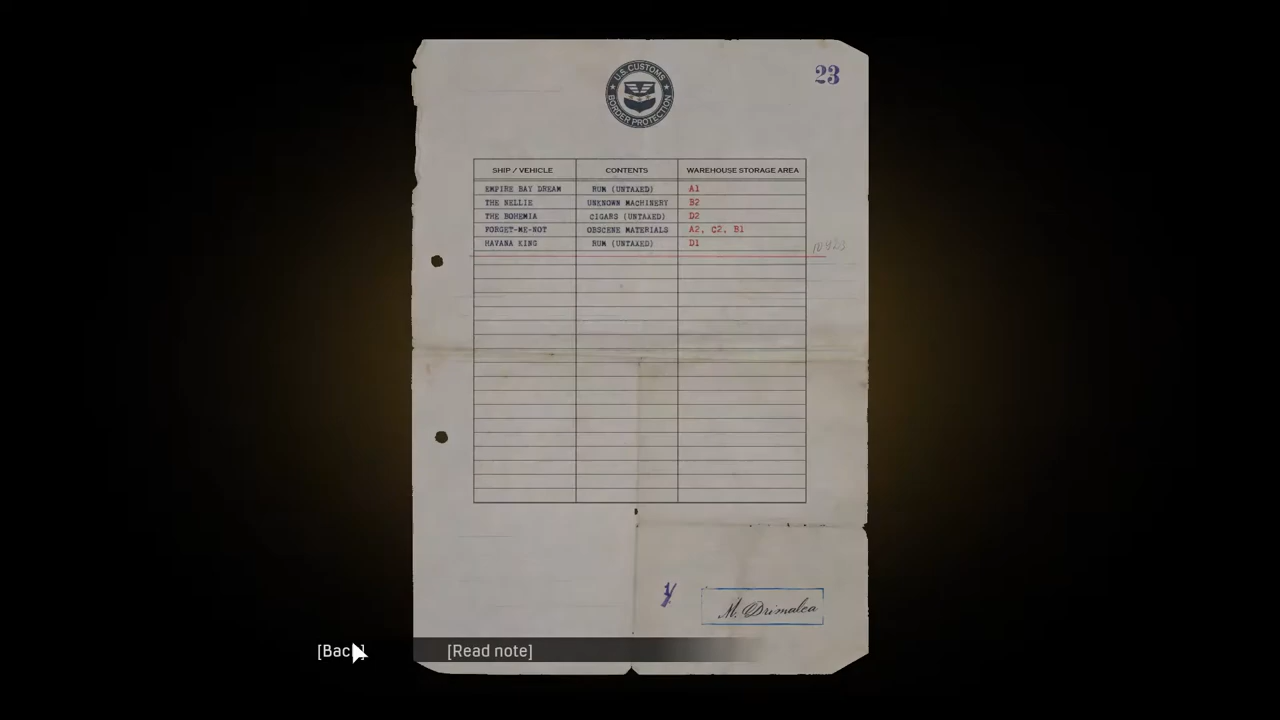 23
U.S. CUSTOMS
BORDER PROTECTION
SHIP / VEHICLE CONTENTS WAREHOUSE STORAGE AREA
EMPIRE BAY DREAM RUM (UNTAXED) A1
THE NELLIE UNKNOWN MACHINERY B2
THE BOHEMIA CIGARS (UNTAXED) D2
FORGET-ME-NOT OBSCENE MATERIALS A2, C2, B1
HAVANA KING RUM (UNTAXED) D1
M. Drimalca
[Back] [Read note]